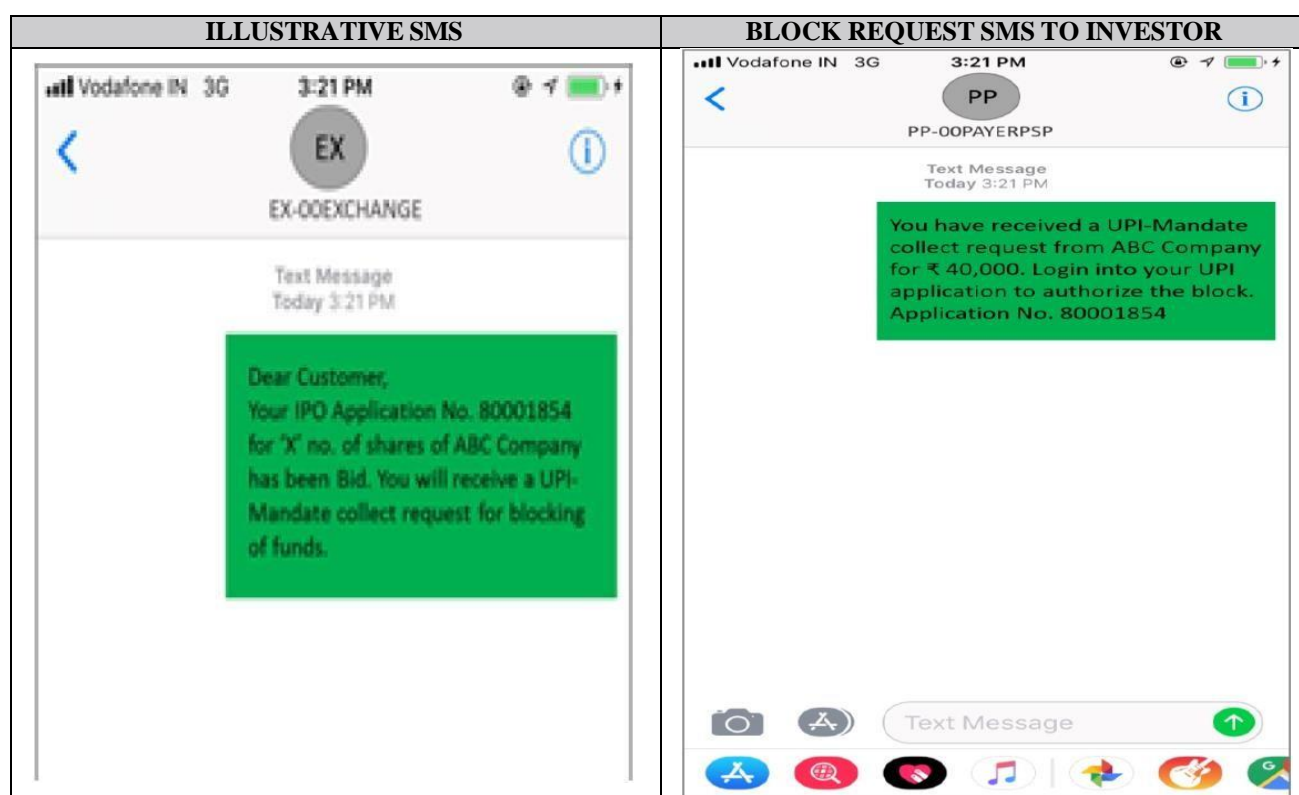 ILLUSTRATIVE SMS
Vodafone IN 3G 3:21 PM
EX
EX-00EXCHANGE
Text Message
Today 3:21 PM
Dear Customer,
Your IPO Application No. 80001854
for "X" no. of shares of ABC Company
has been Bid. You will receive a UPI-
Mandate collect request for blocking
of funds.
BLOCK REQUEST SMS TO INVESTOR
Vodafone IN 3G 3:21 PM
PP
PP-00PAYERPSP
Text Message
Today 3:21 PM
You have received a UPI-Mandate
collect request from ABC Company
for ₹ 40,000. Login into your UPI
application to authorize the block.
Application No. 80001854
Text Message
G